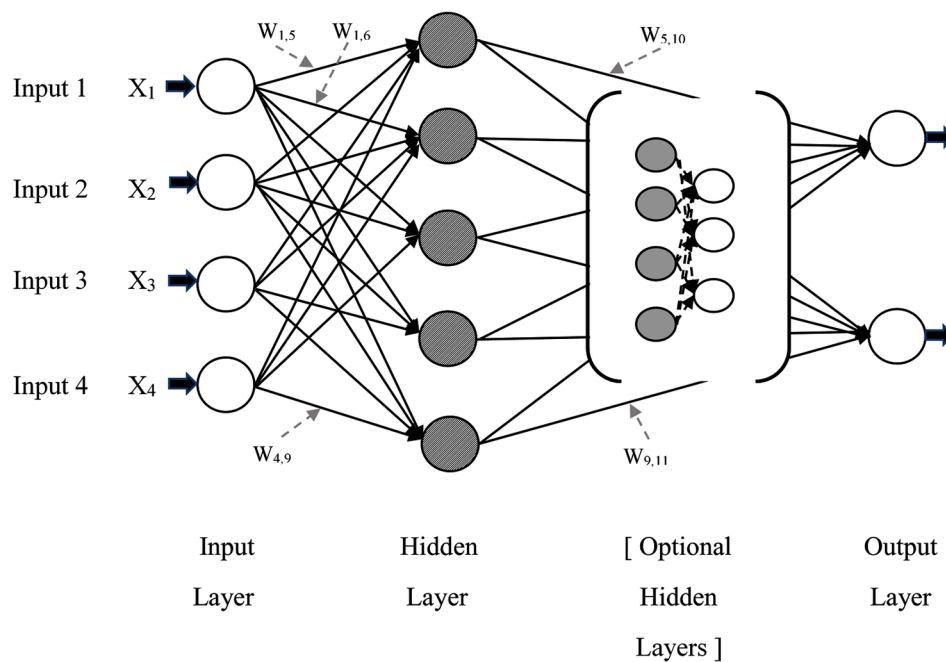 W1,5
W1,6
W5,10
Input 1 X1
Input 2 X2
Input 3 X3
Input 4 X4
W4,9
W9,11
Input
Layer
Hidden
Layer
[ Optional
Hidden
Layers ]
Output
Layer